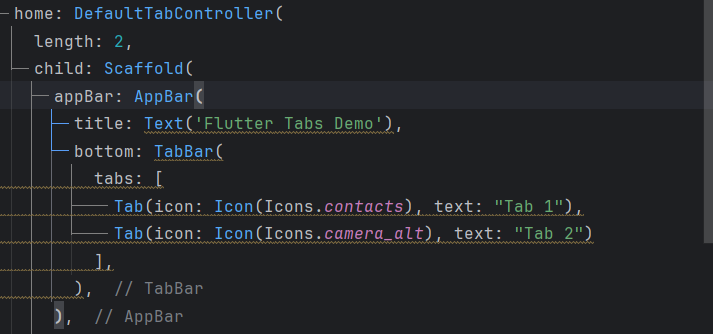 home: DefaultTabController(
length: 2,
child: Scaffold(
appBar: AppBar(
title: Text('Flutter Tabs Demo'),
bottom: TabBar(
tabs: [
Tab(icon: Icon(Icons.contacts), text: "Tab 1"),
Tab(icon: Icon(Icons.camera_alt), text: "Tab 2")
],
), // TabBar
), // AppBar